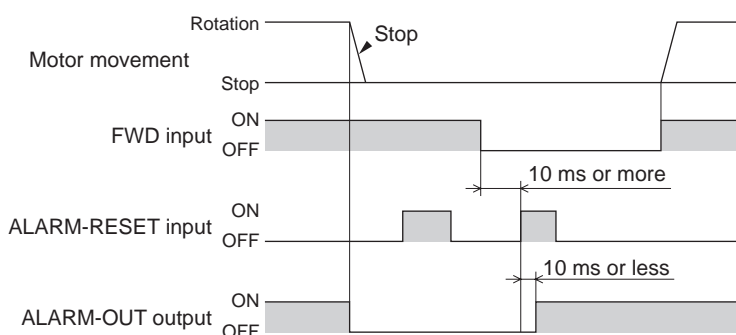 Rotation
Stop
Motor movement
Stop
ON
FWD input
OFF
10 ms or more
ON
ALARM-RESET input
OFF
10 ms or less
ON
ALARM-OUT output
OFF